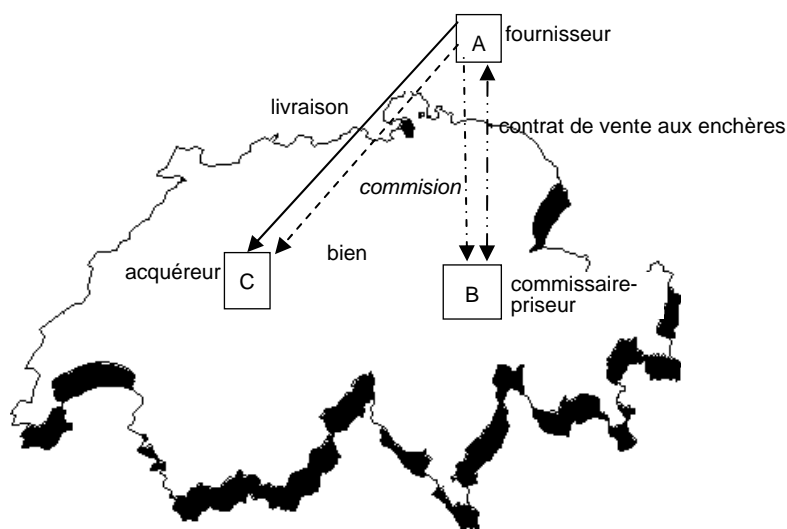 A
fournisseur
livraison
contrat de vente aux enchères
commision
bien
acquéreur
C
B
commissaire-
priseur